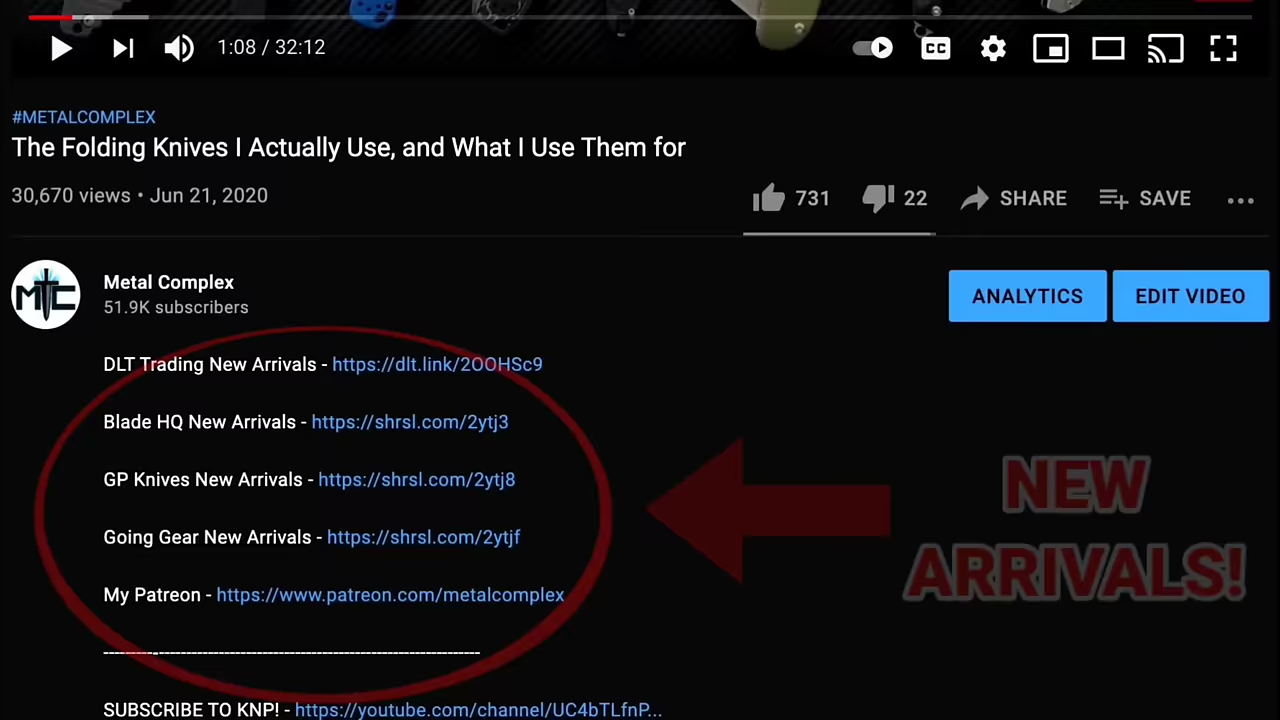 1:08 / 32:12
CC
#METALCOMPLEX
The Folding Knives I Actually Use, and What I Use Them for
30,670 views • Jun 21, 2020
731 22 SHARE SAVE
MTC
Metal Complex
51.9K subscribers
ANALYTICS EDIT VIDEO
DLT Trading New Arrivals - https://dlt.link/2OOHSc9
Blade HQ New Arrivals - https://shrsl.com/2ytj3
GP Knives New Arrivals - https://shrsl.com/2ytj8
Going Gear New Arrivals - https://shrsl.com/2ytjf
My Patreon - https://www.patreon.com/metalcomplex
NEW
ARRIVALS!
SUBSCRIBE TO KNP! - https://youtube.com/channel/UC4bTLfnP...